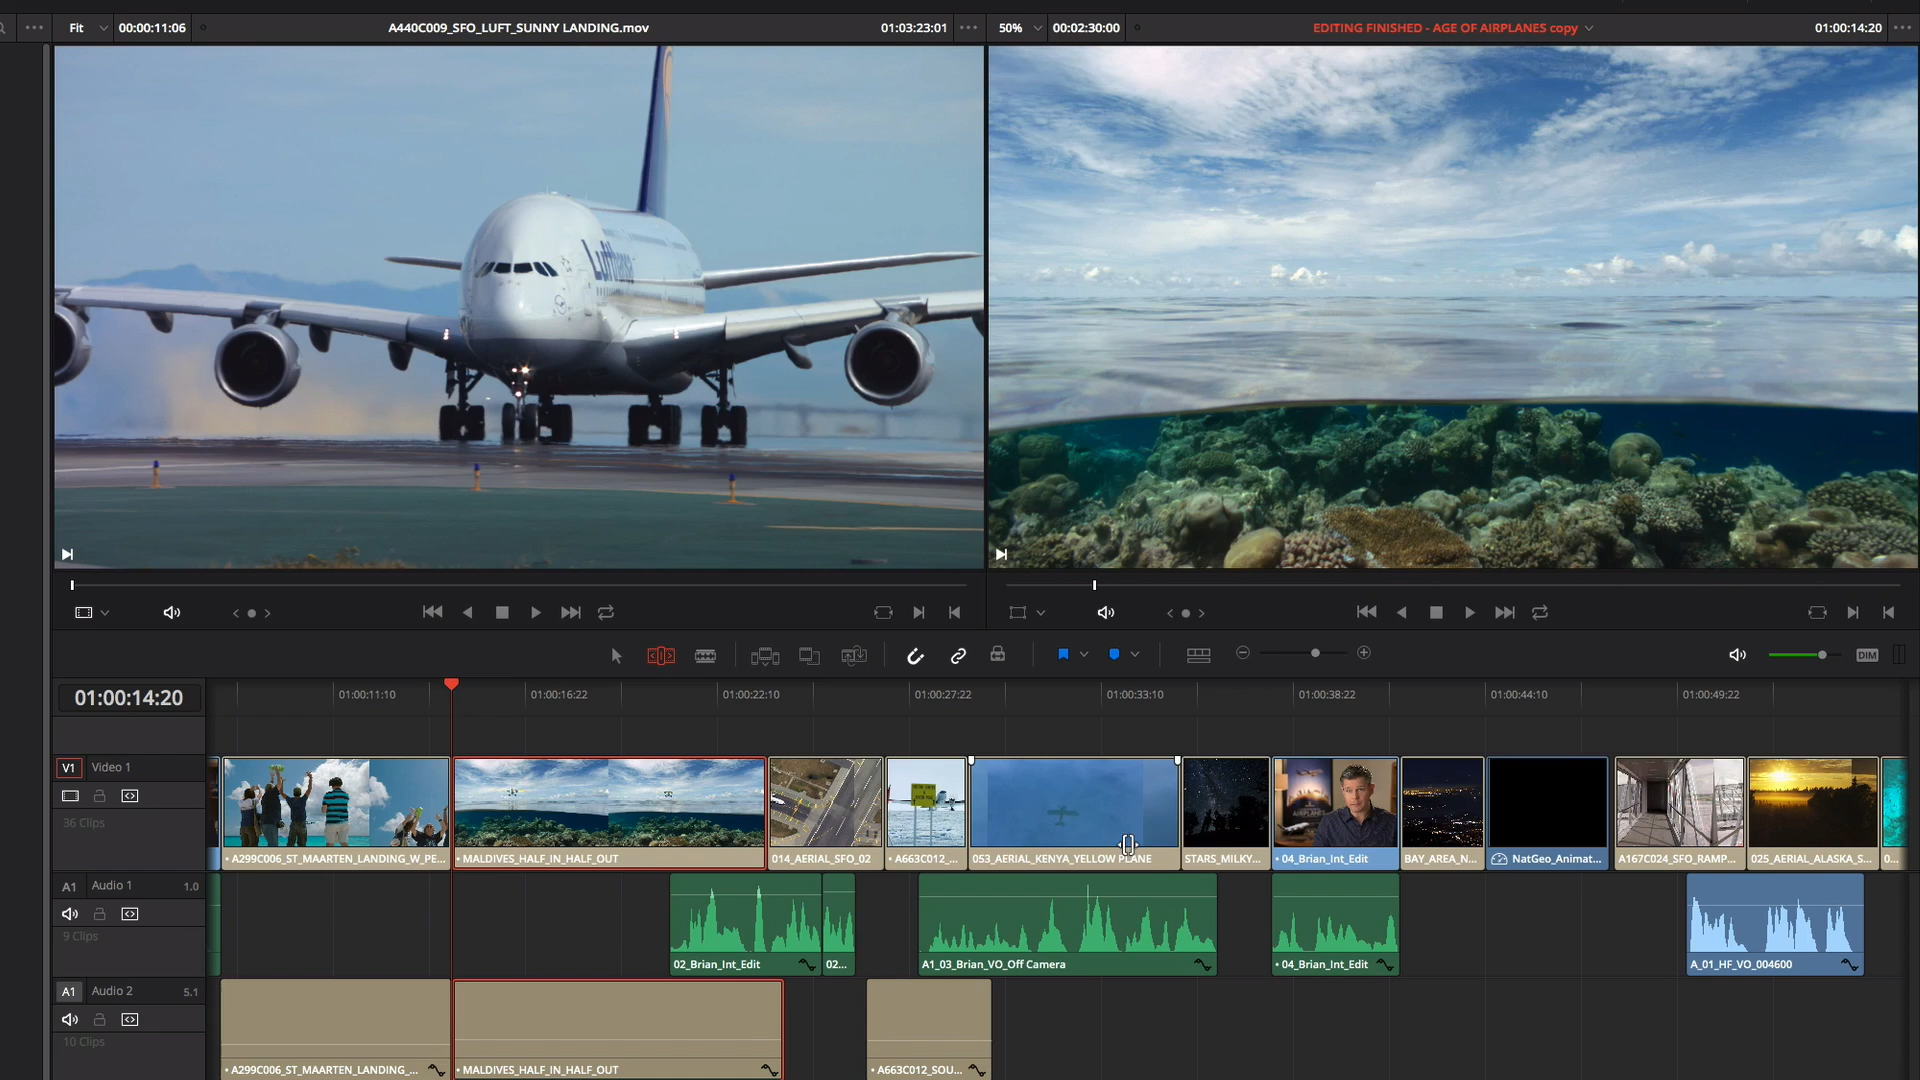 Fit 00:00:11:06 A440C009_SFO_LUFT_SUNNY LANDING.mov 01:03:23:01 50% 00:02:30:00 EDITING FINISHED - AGE OF AIRPLANES copy 01:00:14:20
Lufthansa
DIM
01:00:14:20 01:00:11:10 01:00:16:22 01:00:22:10 01:00:27:22 01:00:33:10 01:00:38:22 01:00:44:10 01:00:49:22
V1 Video 1
36 Clips
• A299C006_ST_MAARTEN_LANDING_W_PE... • MALDIVES_HALF_IN_HALF_OUT 014_AERIAL_SFO_02 • A663C012_... 053_AERIAL_KENYA_YELLOW PLANE STARS_MILKY... • 04_Brian_Int_Edit BAY_AREA_N... NatGeo_Animat... A167C024_SFO_RAMP... 025_AERIAL_ALASKA_S... 0...
A1 Audio 1 1.0
9 Clips
02_Brian_Int_Edit 02... A1_03_Brian_VO_Off Camera • 04_Brian_Int_Edit A_01_HF_VO_004600
A1 Audio 2 5.1
10 Clips
• A299C006_ST_MAARTEN_LANDING_... • MALDIVES_HALF_IN_HALF_OUT • A663C012_SOU...